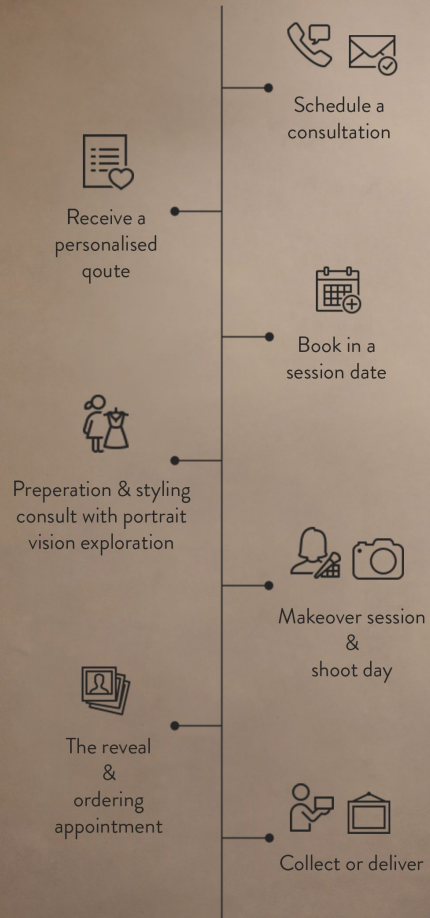 Schedule a
consultation
Receive a
personalised
qoute
Book in a
session date
Preperation & styling
consult with portrait
vision exploration
Makeover session
&
shoot day
The reveal
&
ordering
appointment
Collect or deliver